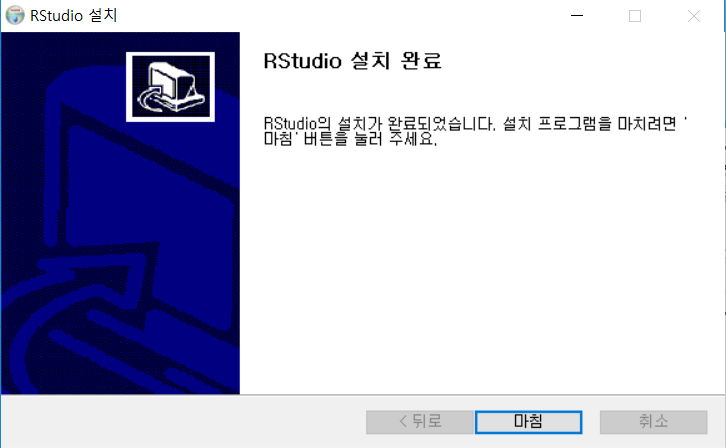 RStudio 설치
RStudio 설치 완료
RStudio의 설치가 완료되었습니다. 설치 프로그램을 마치려면 '
마침' 버튼을 눌러 주세요.
< 뒤로
마침
취소